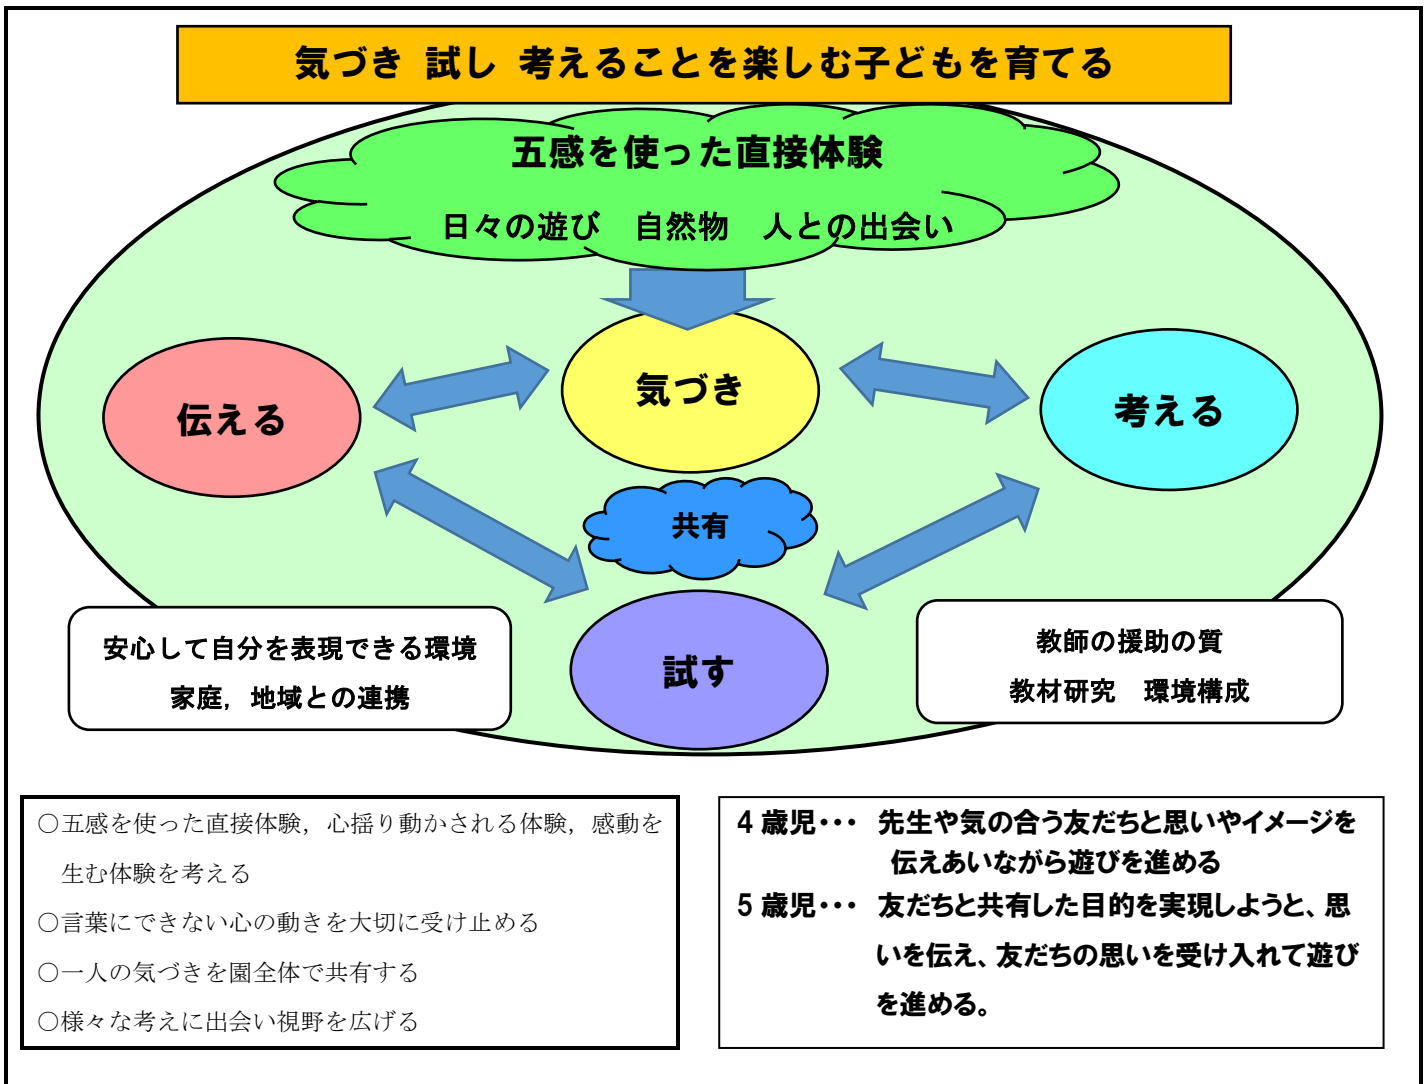 気づき 試し 考えることを楽しむ子どもを育てる
五感を使った直接体験
日々の遊び　自然物　人との出会い
気づき
伝える
考える
共有
試す
安心して自分を表現できる環境
家庭，地域との連携
教師の援助の質
教材研究　環境構成
〇五感を使った直接体験，心揺り動かされる体験，感動を
生む体験を考える
〇言葉にできない心の動きを大切に受け止める
〇一人の気づきを園全体で共有する
〇様々な考えに出会い視野を広げる
4 歳児・・・　先生や気の合う友だちと思いやイメージを
伝えあいながら遊びを進める
5 歳児・・・　友だちと共有した目的を実現しようと、思
いを伝え、友だちの思いを受け入れて遊び
を進める。